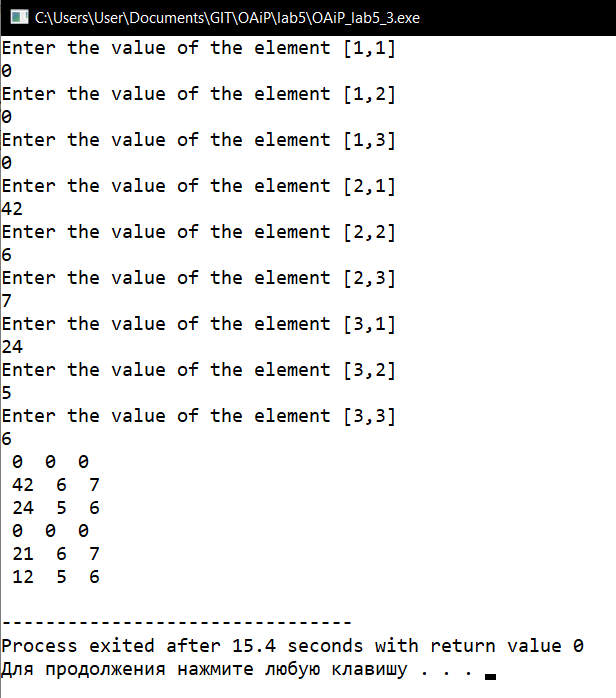 C:\Users\User\Documents\GIT\OAiP\lab5\OAiP_lab5_3.exe
Enter the value of the element [1,1]
0
Enter the value of the element [1,2]
0
Enter the value of the element [1,3]
0
Enter the value of the element [2,1]
42
Enter the value of the element [2,2]
6
Enter the value of the element [2,3]
7
Enter the value of the element [3,1]
24
Enter the value of the element [3,2]
5
Enter the value of the element [3,3]
6
 0  0  0
 42  6  7
 24  5  6
 0  0  0
 21  6  7
 12  5  6
--------------------------------
Process exited after 15.4 seconds with return value 0
Для продолжения нажмите любую клавишу . . .